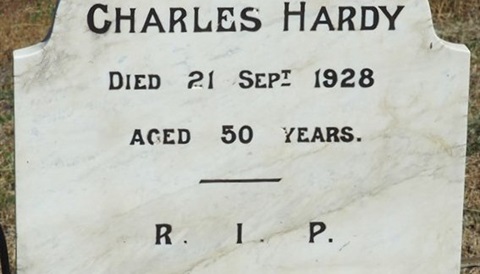 CHARLES HARDY
DIED 21 SEPT 1928
AGED 50 YEARS.
R. I. P.